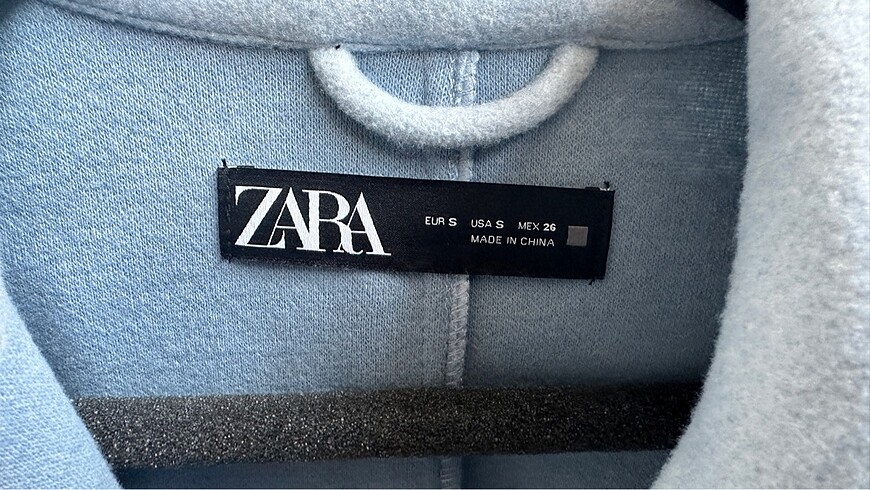 ZARA
EUR S USA S MEX 26
MADE IN CHINA